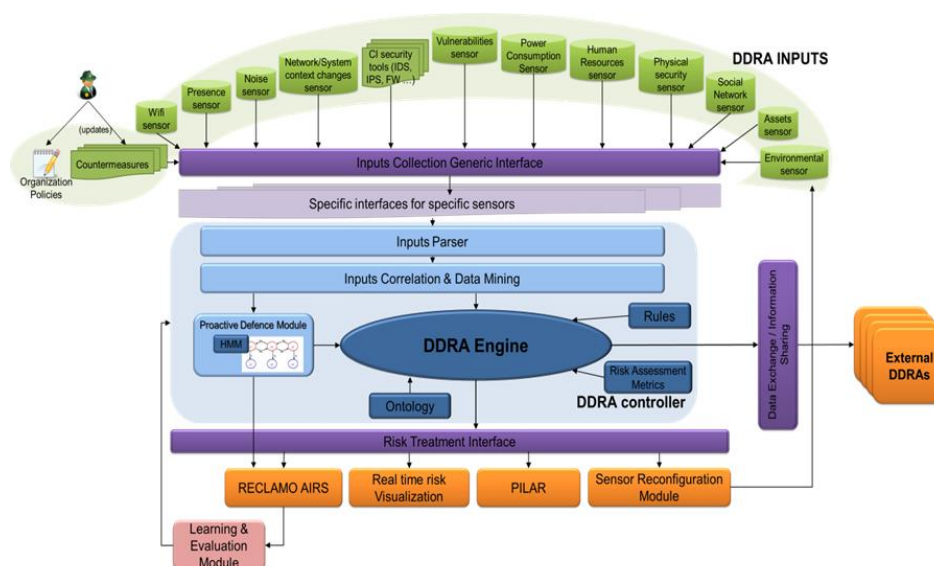 DDRA INPUTS
Wifi
sensor
Presence
sensor
Noise
sensor
Network/System
context changes
sensor
CI security
tools (IDS,
IPS, FW ...)
Vulnerabilities
sensor
Power
Consumption
Sensor
Human
Resources
sensor
Physical
security
sensor
Social
Network
sensor
Assets
sensor
Environmental
sensor
(updates)
Organization
Policies
Countermeasures
Inputs Collection Generic Interface
Specific interfaces for specific sensors
Inputs Parser
Inputs Correlation & Data Mining
Proactive Defence Module
HMM
DDRA Engine
Rules
Risk Assessment
Metrics
Ontology
DDRA controller
Data Exchange / Information
Sharing
External
DDRAs
Risk Treatment Interface
RECLAMO AIRS
Real time risk
Visualization
PILAR
Sensor Reconfiguration
Module
Learning &
Evaluation
Module